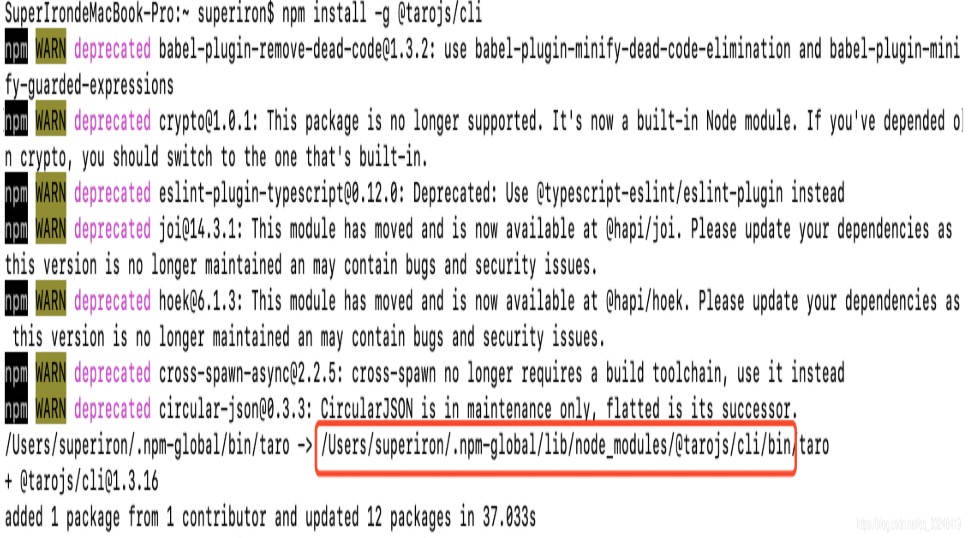 SuperIrondeMacBook-Pro:~ superiron$ npm install -g @tarojs/cli
npm WARN deprecated babel-plugin-remove-dead-code@1.3.2: use babel-plugin-minify-dead-code-elimination and babel-plugin-mini
fy-guarded-expressions
npm WARN deprecated crypto@1.0.1: This package is no longer supported. It's now a built-in Node module. If you've depended o
n crypto, you should switch to the one that's built-in.
npm WARN deprecated eslint-plugin-typescript@0.12.0: Deprecated: Use @typescript-eslint/eslint-plugin instead
npm WARN deprecated joi@14.3.1: This module has moved and is now available at @hapi/joi. Please update your dependencies as
this version is no longer maintained an may contain bugs and security issues.
npm WARN deprecated hoek@6.1.3: This module has moved and is now available at @hapi/hoek. Please update your dependencies as
this version is no longer maintained an may contain bugs and security issues.
npm WARN deprecated cross-spawn-async@2.2.5: cross-spawn no longer requires a build toolchain, use it instead
npm WARN deprecated circular-json@0.3.3: CircularJSON is in maintenance only, flatted is its successor.
/Users/superiron/.npm-global/bin/taro -> /Users/superiron/.npm-global/lib/node_modules/@tarojs/cli/bin/taro
+ @tarojs/cli@1.3.16
added 1 package from 1 contributor and updated 12 packages in 37.033s